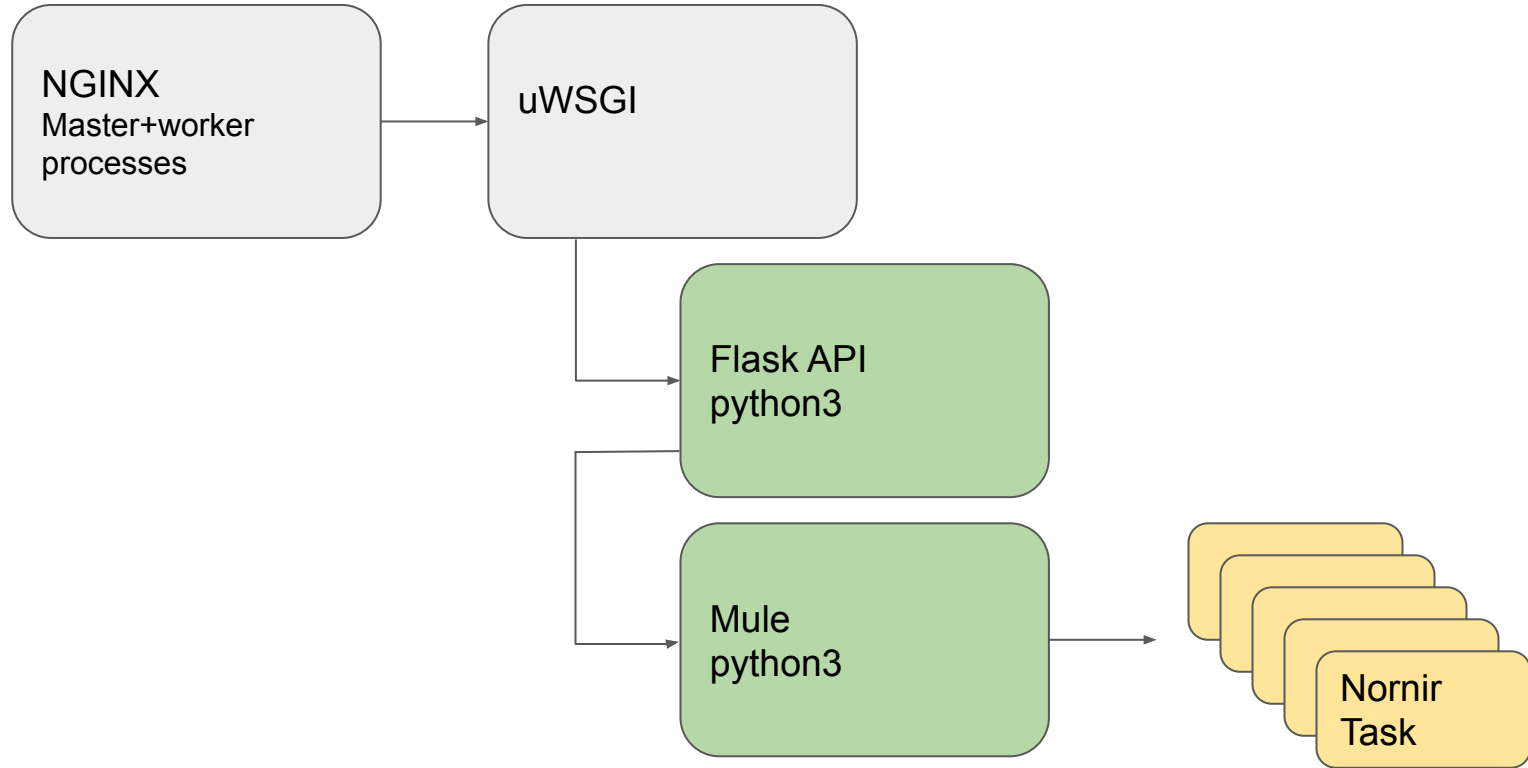 NGINX
Master+worker
processes
uWSGI
Flask API
python3
Mule
python3
Nornir
Task